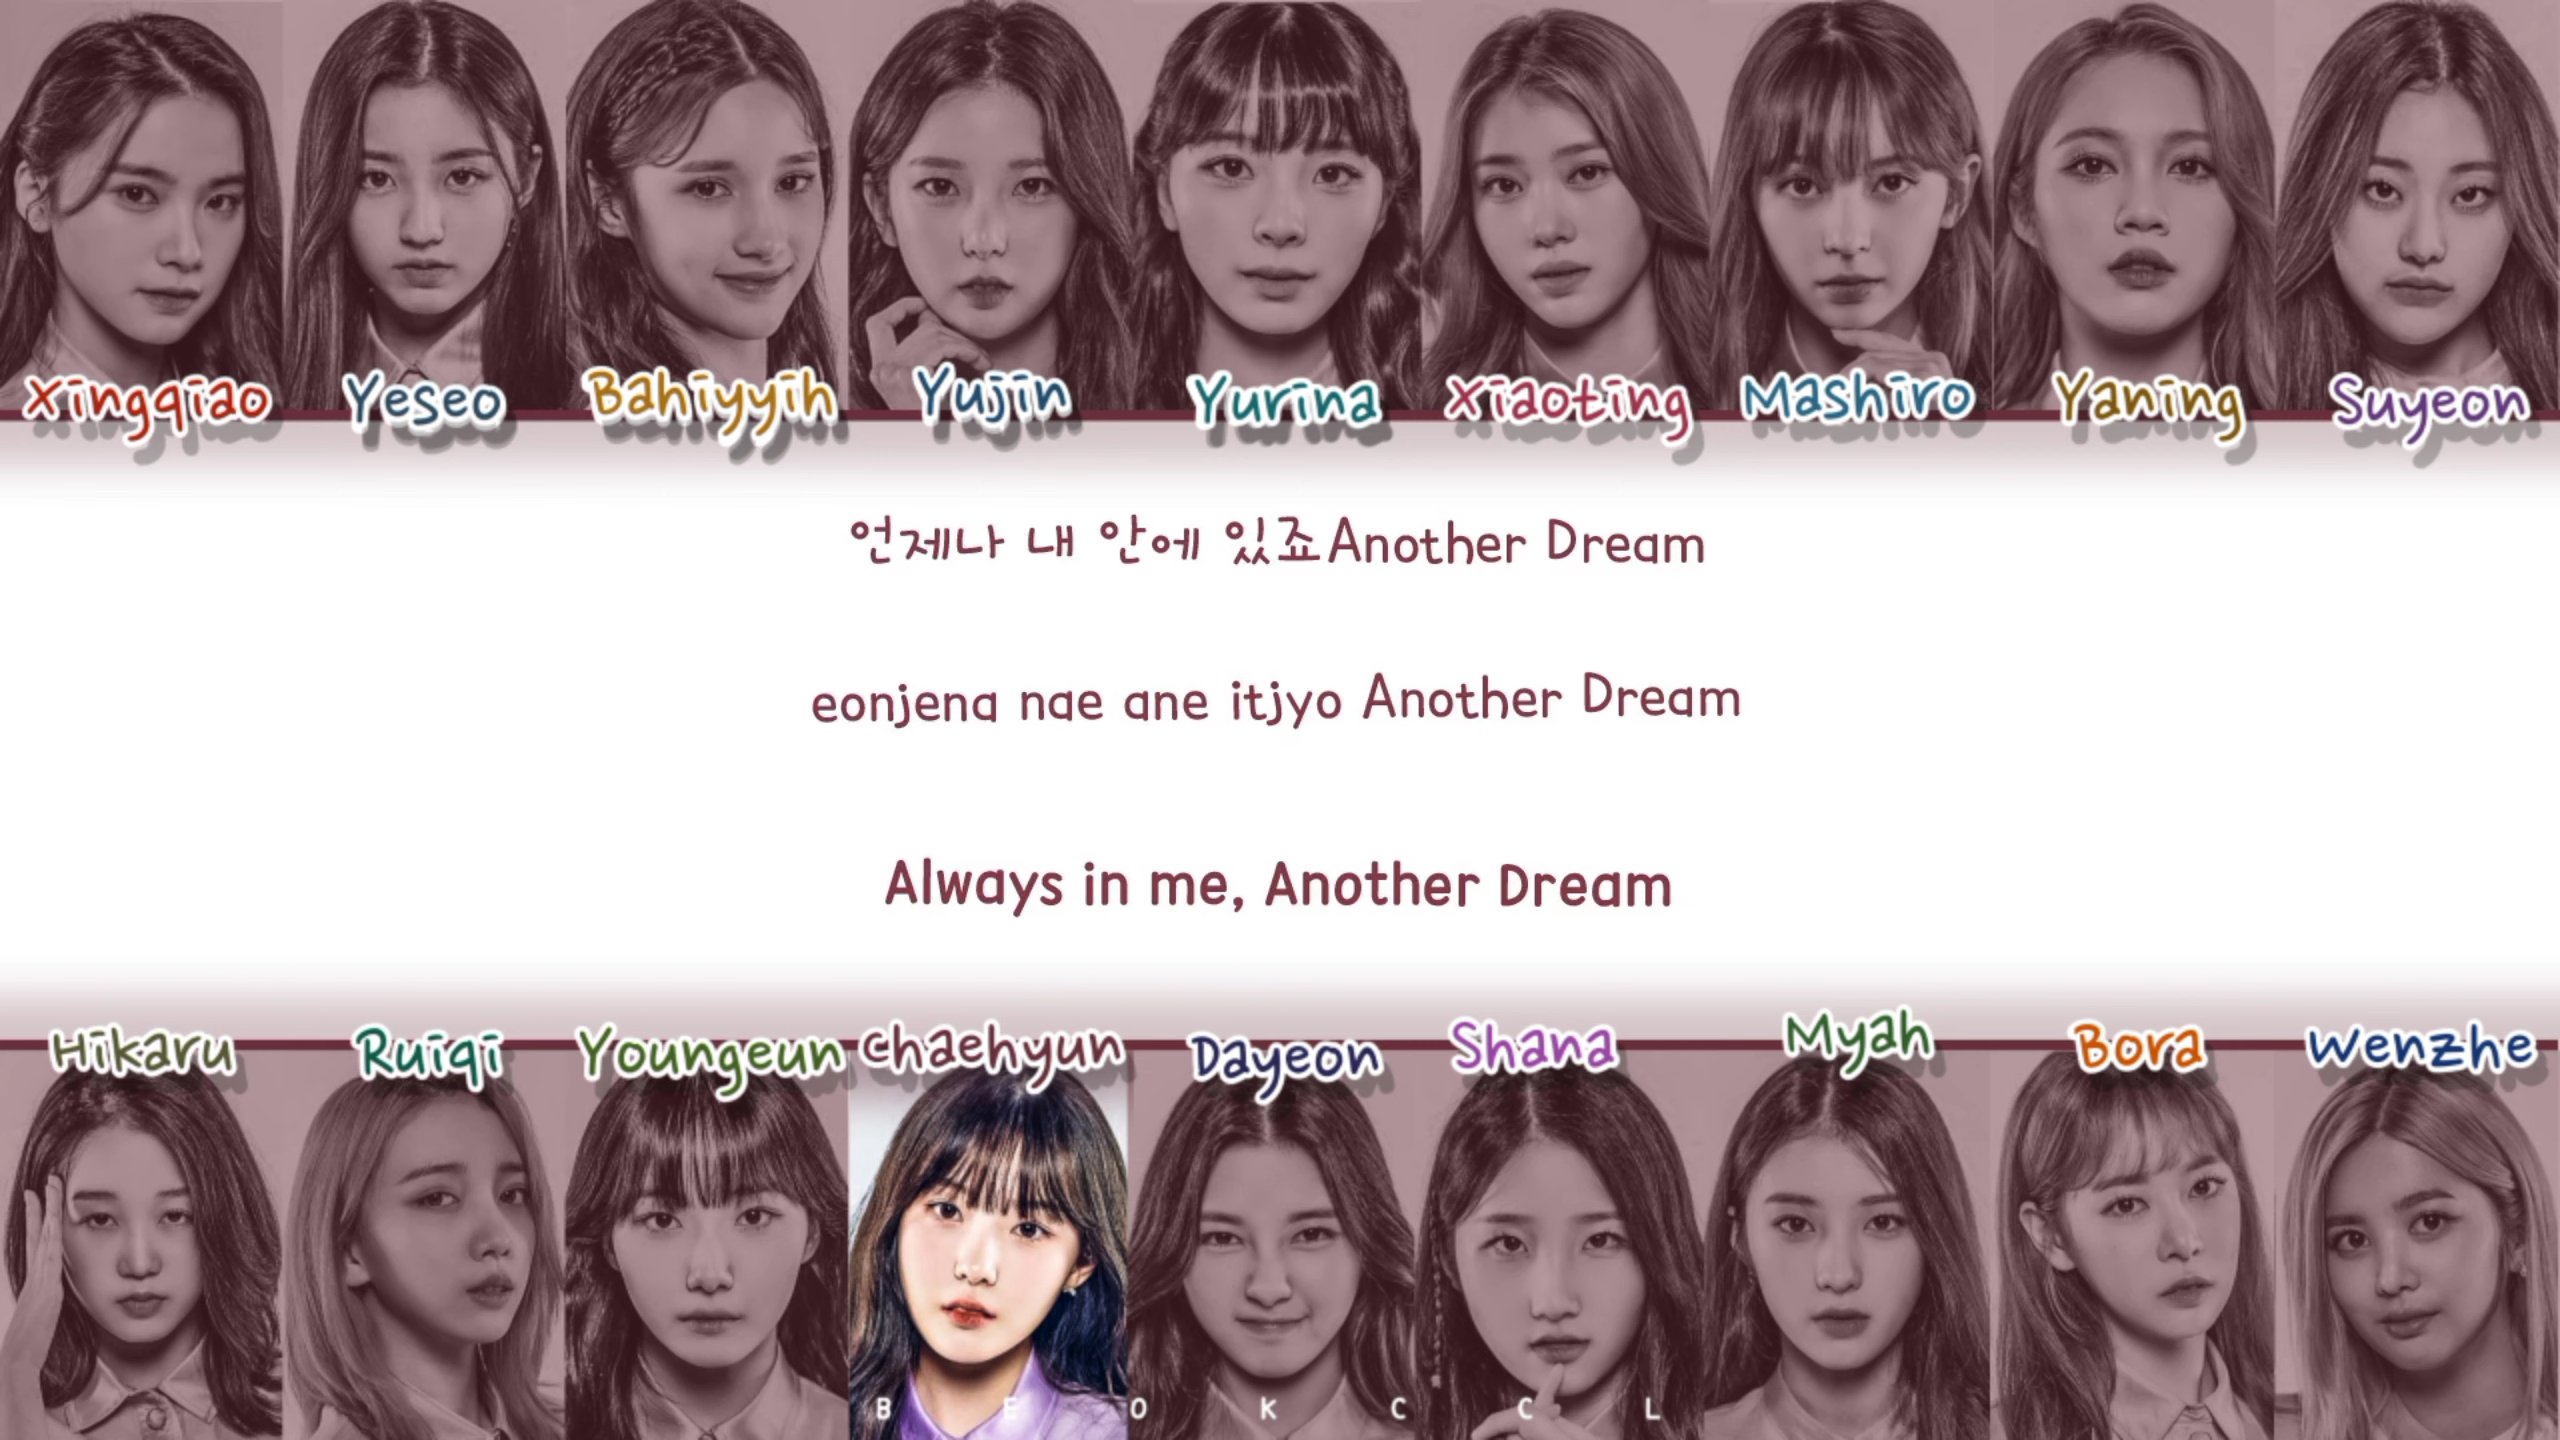 Xingqiao Yeseo Bahiyyih Yujin Yurina Xiaoting Mashiro Yaning Suyeon
언제나 내 안에 있죠Another Dream
eonjena nae ane itjyo Another Dream
Always in me, Another Dream
Hikaru Ruiqi Youngeun Chaehyun Dayeon Shana Myah Bora Wenzhe
B E O K C C L